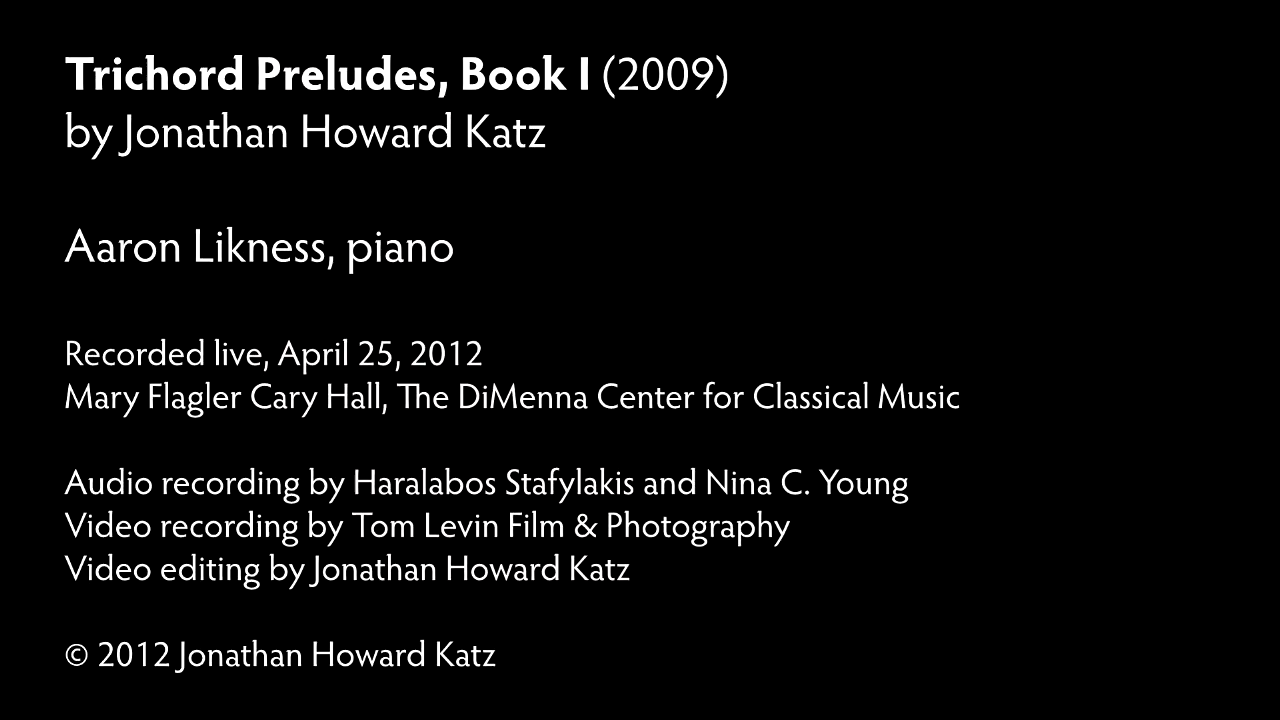 Trichord Preludes, Book I (2009)
by Jonathan Howard Katz
Aaron Likness, piano
Recorded live, April 25, 2012
Mary Flagler Cary Hall, The DiMenna Center for Classical Music
Audio recording by Haralabos Stafylakis and Nina C. Young
Video recording by Tom Levin Film & Photography
Video editing by Jonathan Howard Katz
© 2012 Jonathan Howard Katz